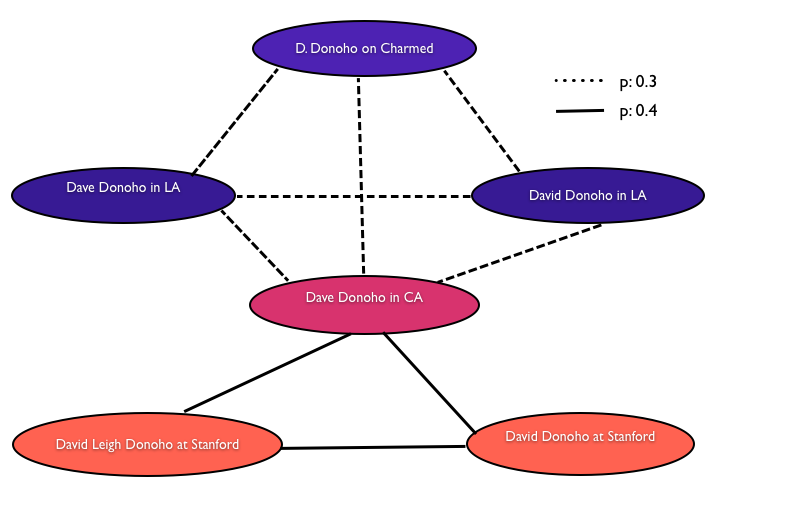 D. Donoho on Charmed
p: 0.3
p: 0.4
Dave Donoho in LA
David Donoho in LA
Dave Donoho in CA
David Leigh Donoho at Stanford
David Donoho at Stanford